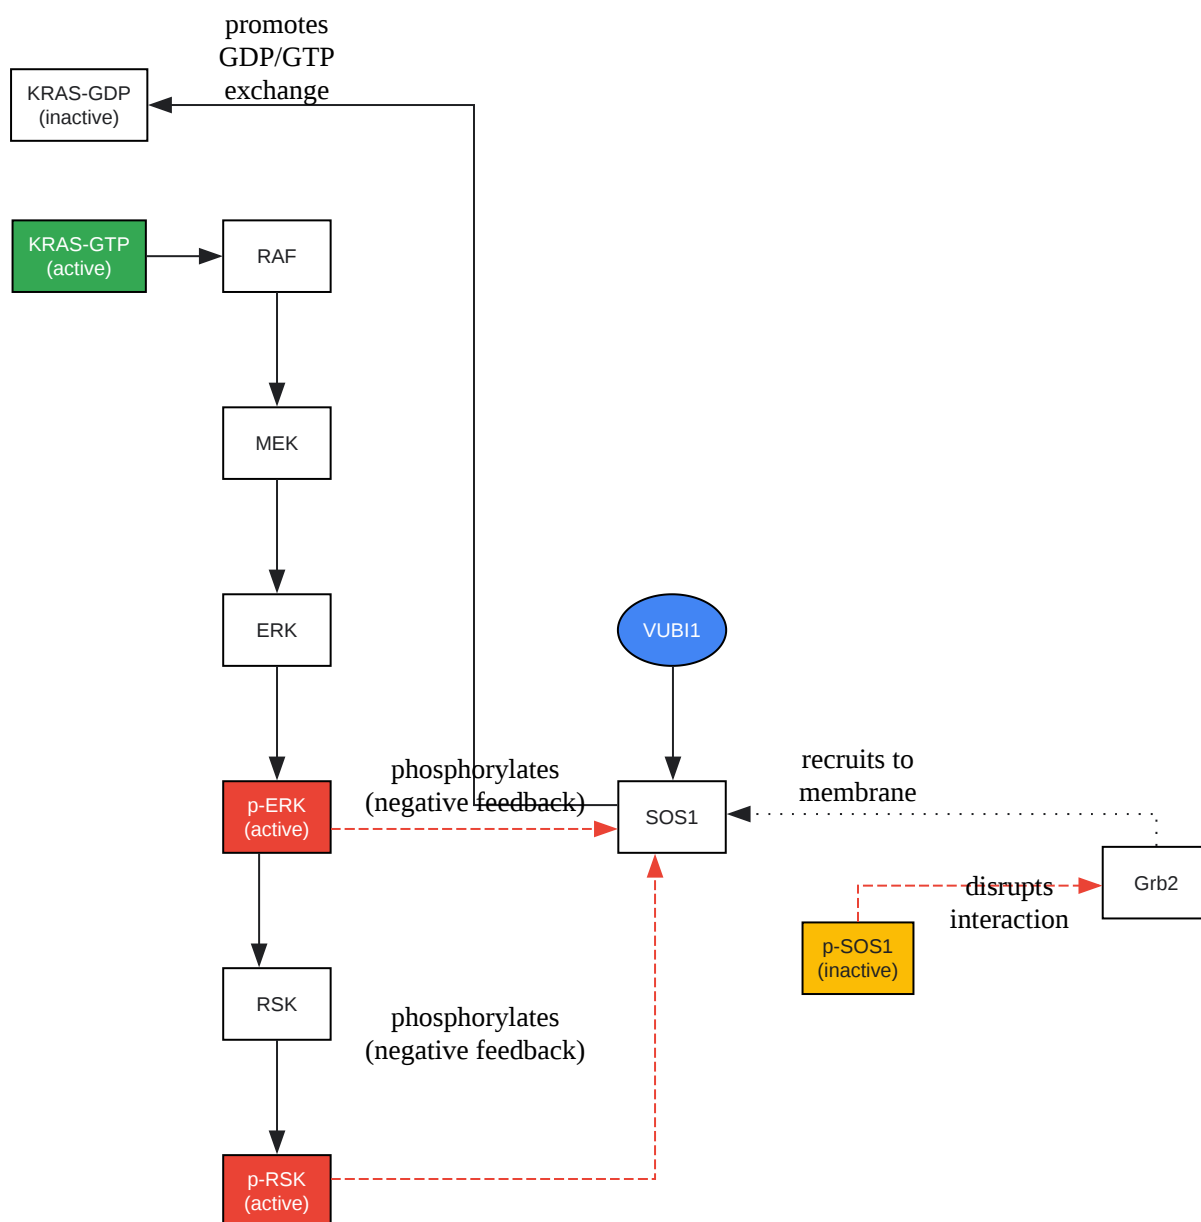 promotes
GDP/GTP
exchange
KRAS-GDP
(inactive)
KRAS-GTP
(active)
RAF
MEK
ERK
VUBI1
phosphorylates
(negative feedback)
recruits to
membrane
p-ERK
(active)
SOS1
Grb2
disrupts
interaction
p-SOS1
(inactive)
RSK
phosphorylates
(negative feedback)
p-RSK
(active)